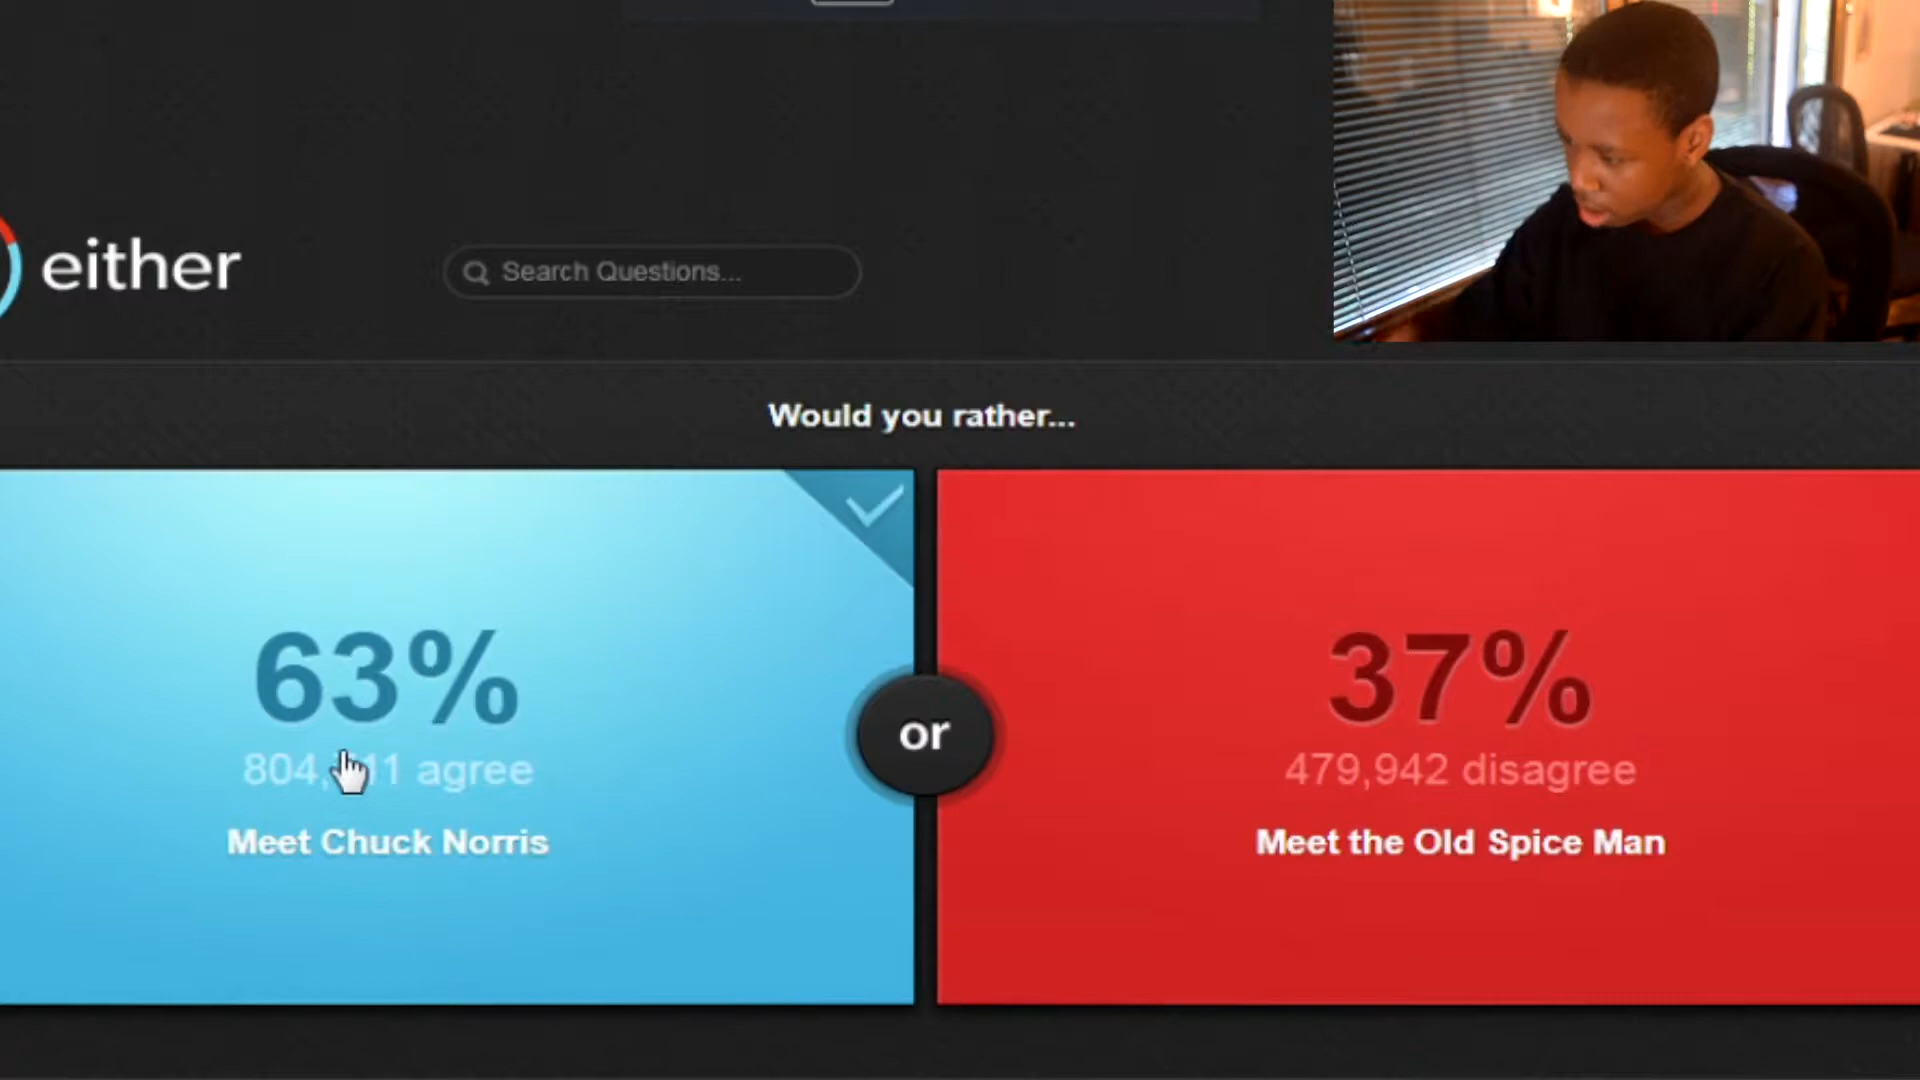 either
Search Questions...
Would you rather...
63%
agree
Meet Chuck Norris
or
37%
479,942 disagree
Meet the Old Spice Man